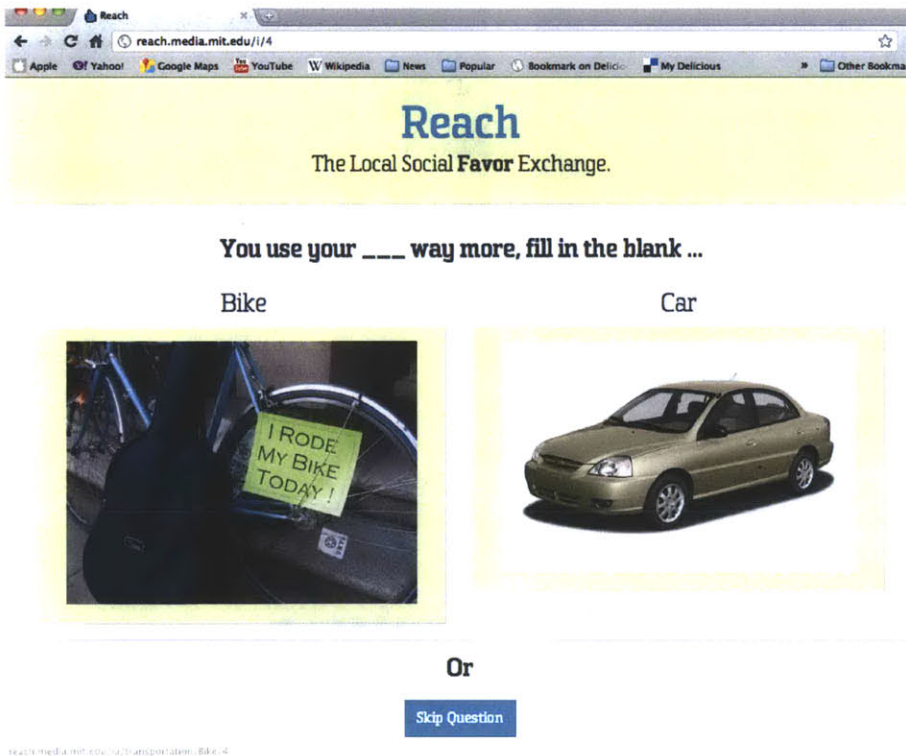 Reach
reach.media.mit.edu/i/4
Apple Yahoo! Google Maps YouTube Wikipedia News Popular Bookmark on Delicio My Delicious » Other Bookma
Reach
The Local Social Favor Exchange.
You use your ___ way more, fill in the blank ...
Bike Car
I RODE
MY BIKE
TODAY !
Or
Skip Question